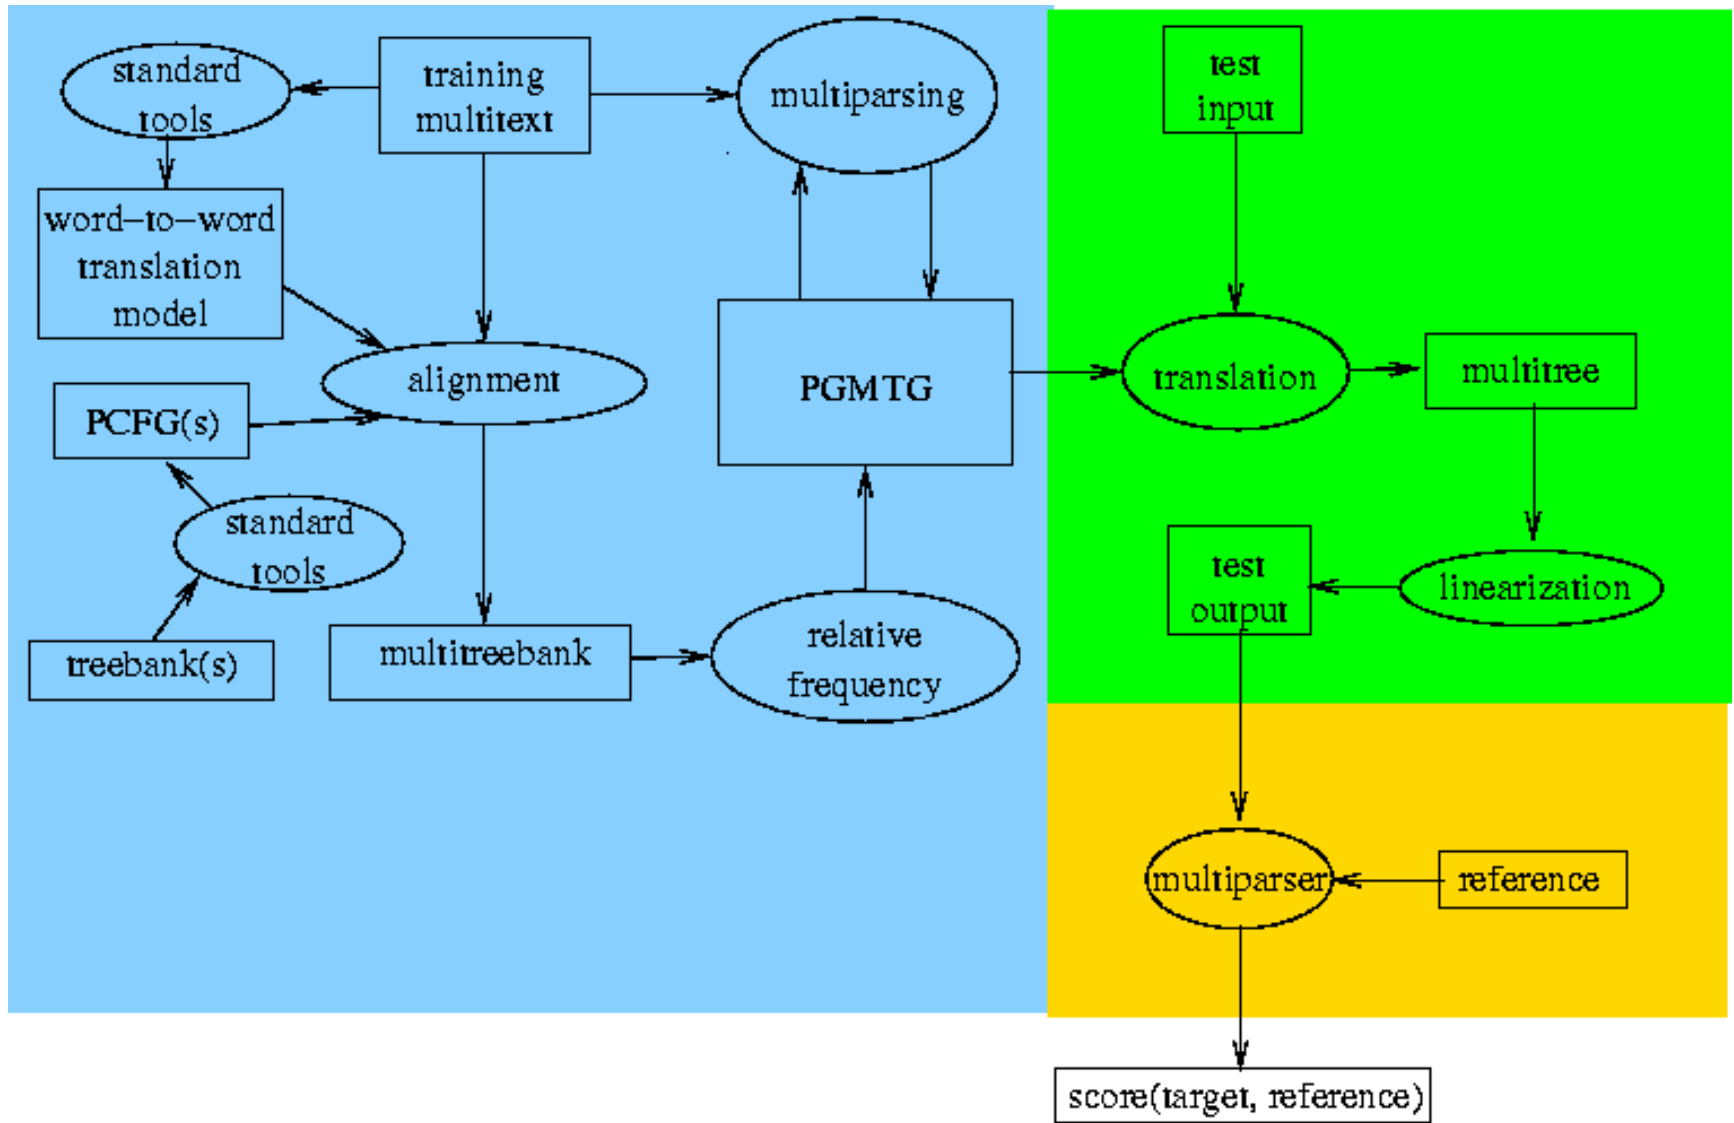 standard
tools
training
multitext
multiparsing
test
input
word-to-word
translation
model
alignment
PGMTG
translation
multitree
PCFG(s)
standard
tools
treebank(s)
multitreebank
relative
frequency
test
output
linearization
multiparser
reference
score(target, reference)